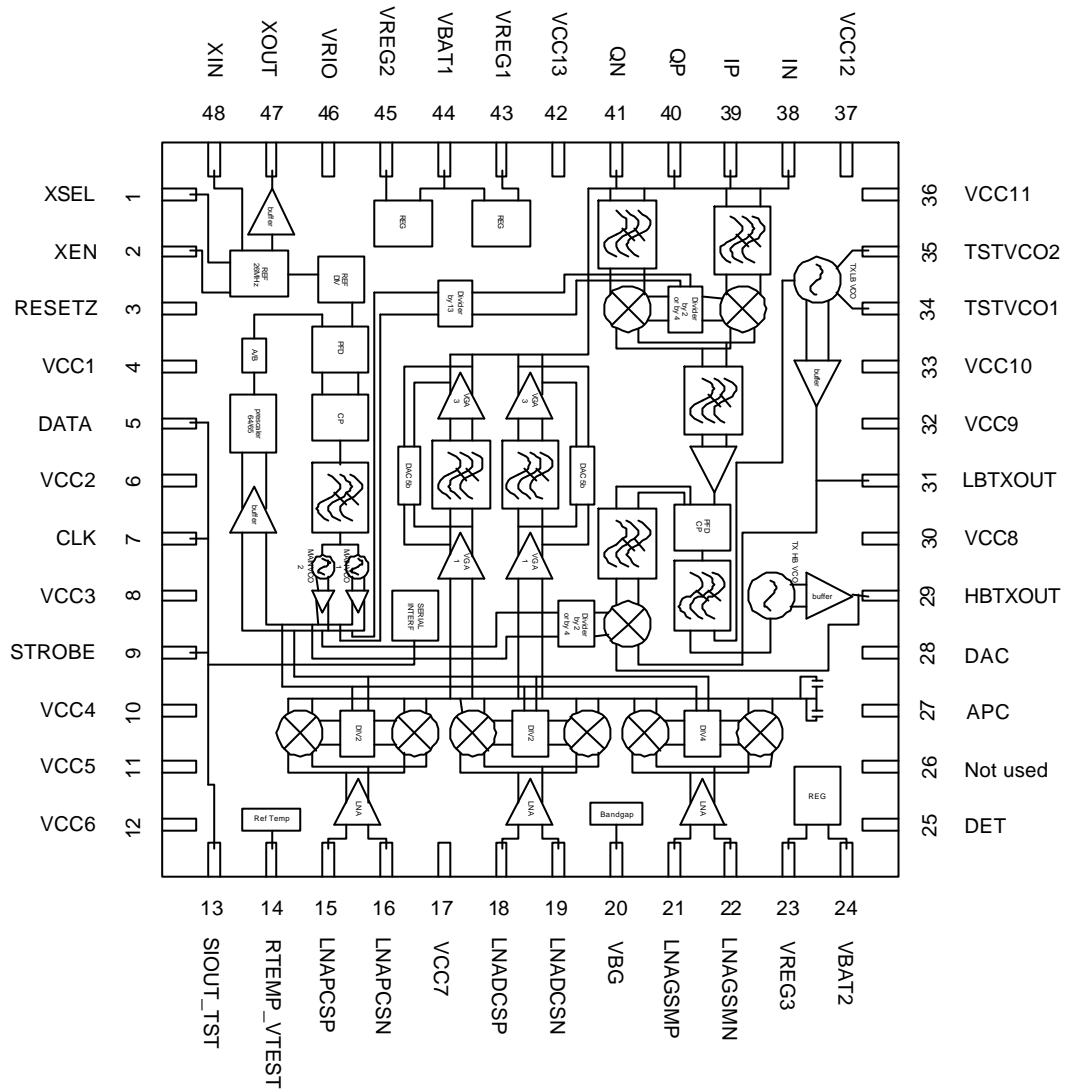 XIN
XOUT
VRIO
VREG2
VBAT1
VREG1
VCC13
QN
QP
IP
IN
VCC12
48
47
46
45
44
43
42
41
40
39
38
37
XSEL 1
XEN 2
RESETZ 3
VCC1 4
DATA 5
VCC2 6
CLK 7
VCC3 8
STROBE 9
VCC4 10
VCC5 11
VCC6 12
36 VCC11
35 TSTVCO2
34 TSTVCO1
33 VCC10
32 VCC9
31 LBTXOUT
30 VCC8
29 HBTXOUT
28 DAC
27 APC
26 Not used
25 DET
buffer
REG
REG
REF
26MHz
REF
DIV
Divider
by 13
Divider
by 2
or by 4
TX LB VCO
A/B
PFD
prescaler
64/65
CP
VGA
3
VGA
3
buffer
DAC 5b
DAC 5b
buffer
PFD
CP
MAIN VCO
2
MAIN VCO
1
VGA
1
VGA
1
TX HB VCO
buffer
SERIAL
INTERF
Divider
by 2
or by 4
DIV2
DIV2
DIV4
LNA
LNA
LNA
Ref Temp
Bandgap
REG
13
14
15
16
17
18
19
20
21
22
23
24
SIOUT_TST
RTEMP_VTEST
LNAPCSP
LNAPCSN
VCC7
LNADCSP
LNADCSN
VBG
LNAGSMP
LNAGSMN
VREG3
VBAT2